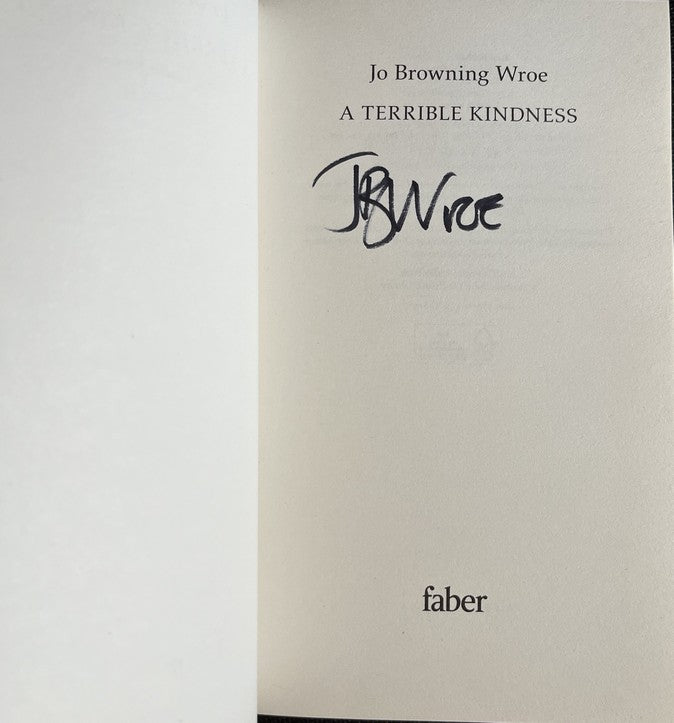 Jo Browning Wroe
A TERRIBLE KINDNESS
JBWroe
faber